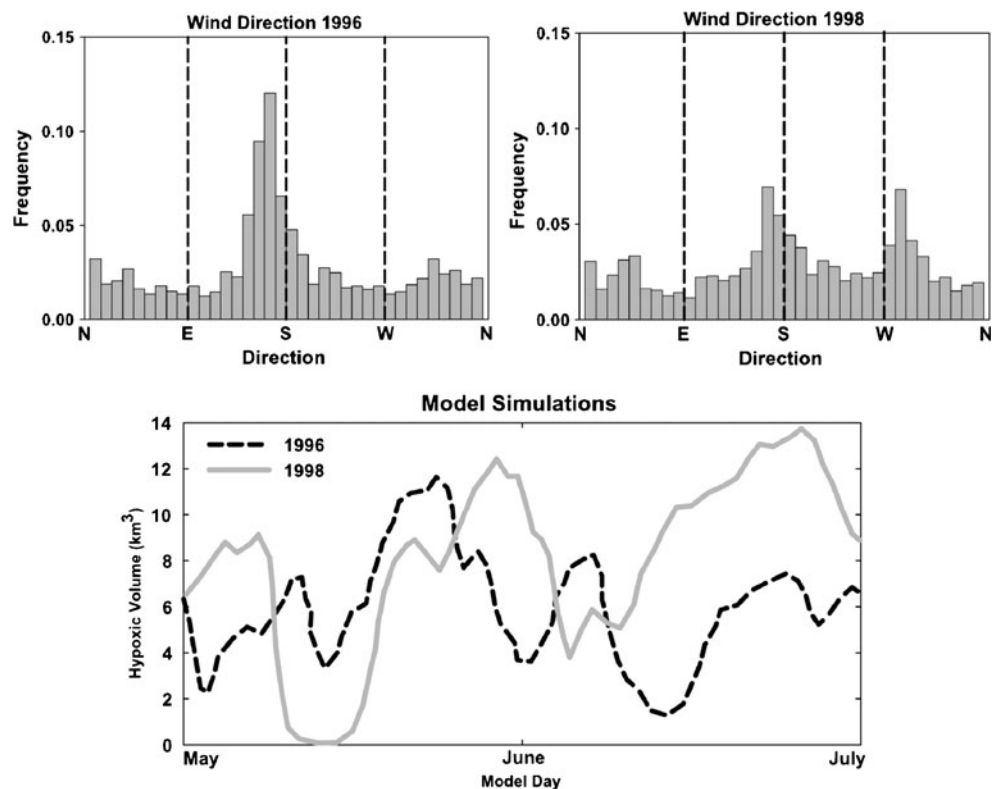 Wind Direction 1996
0.15
0.10
0.05
0.00
Frequency
N E S W N
Direction
Wind Direction 1998
0.15
0.10
0.05
0.00
Frequency
N E S W N
Direction
Model Simulations
14
12
10
8
6
4
2
0
Hypoxic Volume (km³)
1996
1998
May June July
Model Day